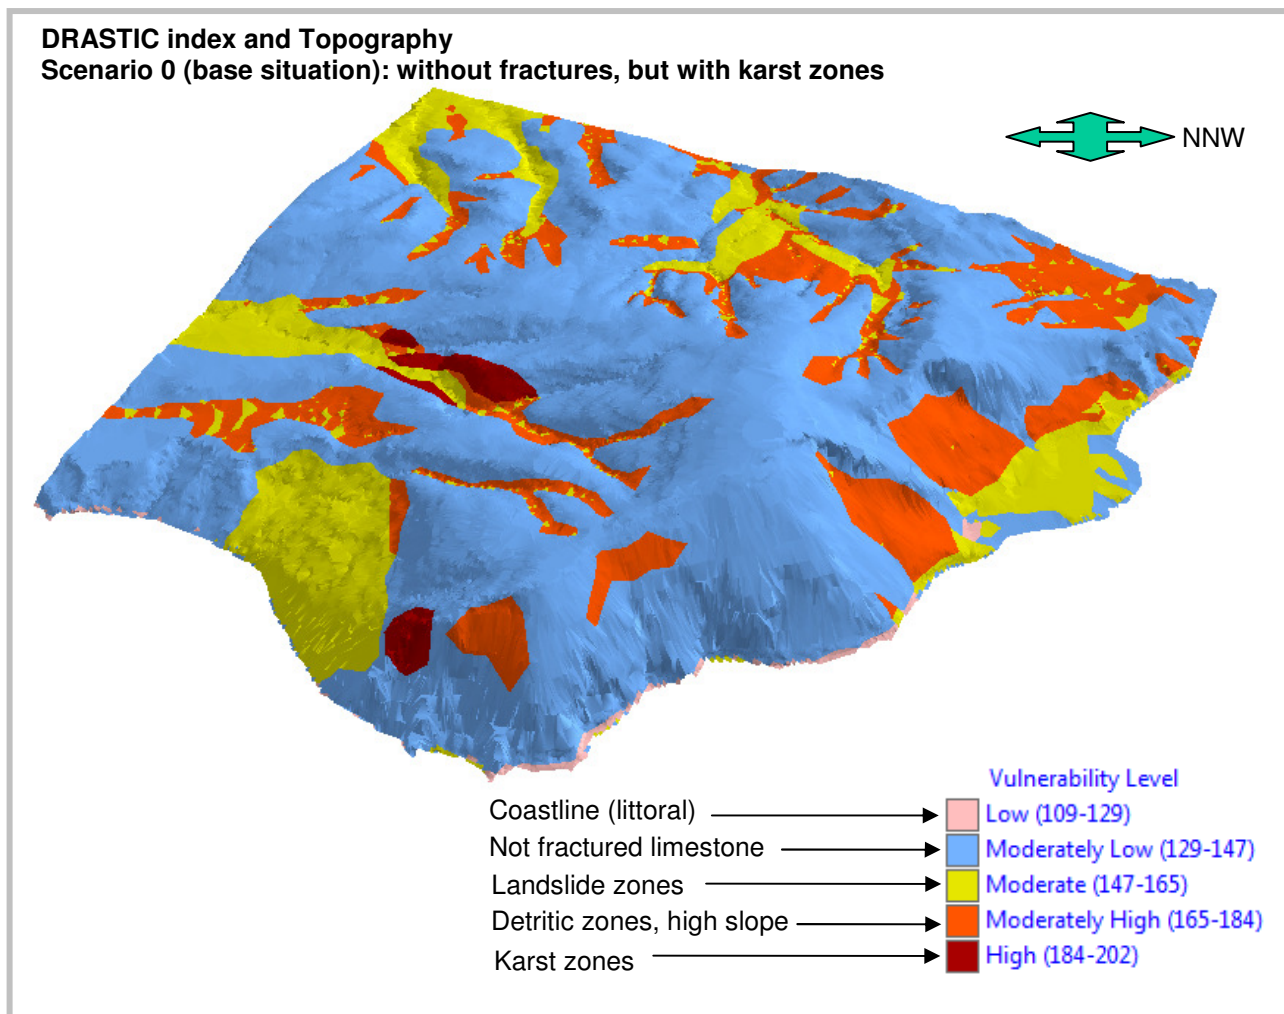 DRASTIC index and Topography
Scenario 0 (base situation): without fractures, but with karst zones
NNW
Vulnerability Level
Coastline (littoral) Low (109-129)
Not fractured limestone Moderately Low (129-147)
Landslide zones Moderate (147-165)
Detritic zones, high slope Moderately High (165-184)
Karst zones High (184-202)